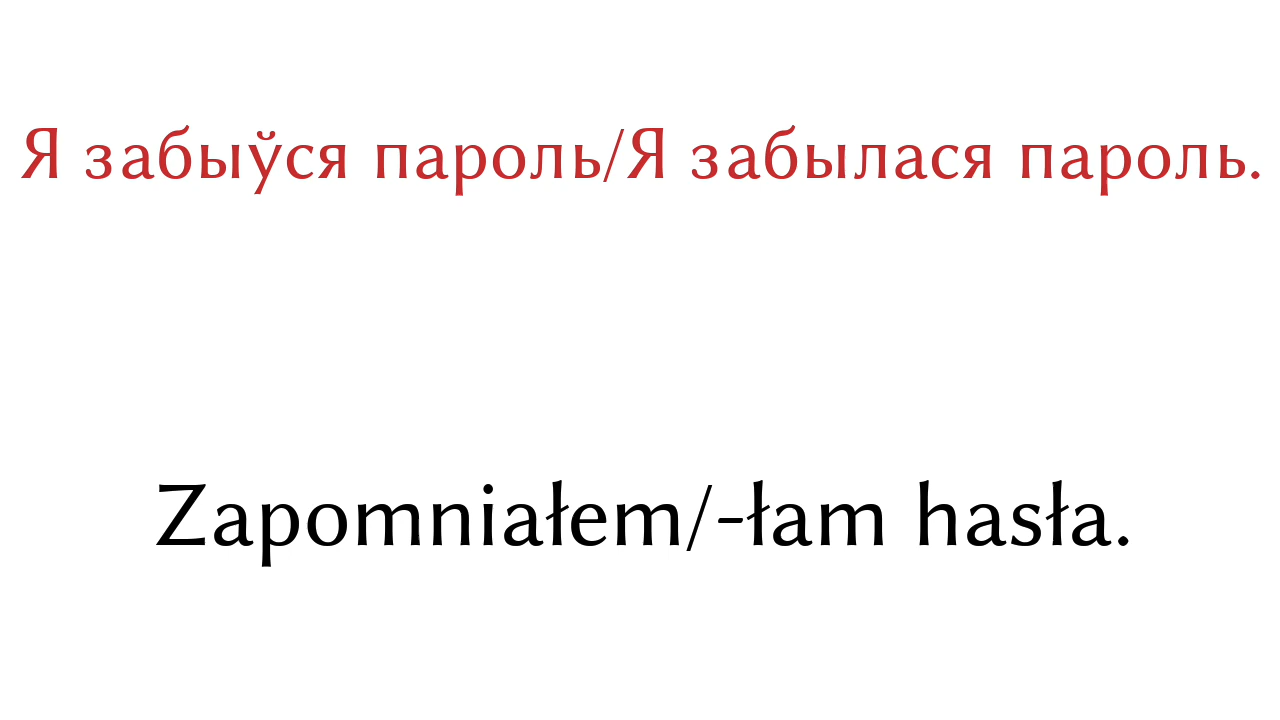 Я забыўся пароль/Я забылася пароль.
Zapomniałem/-łam hasła.